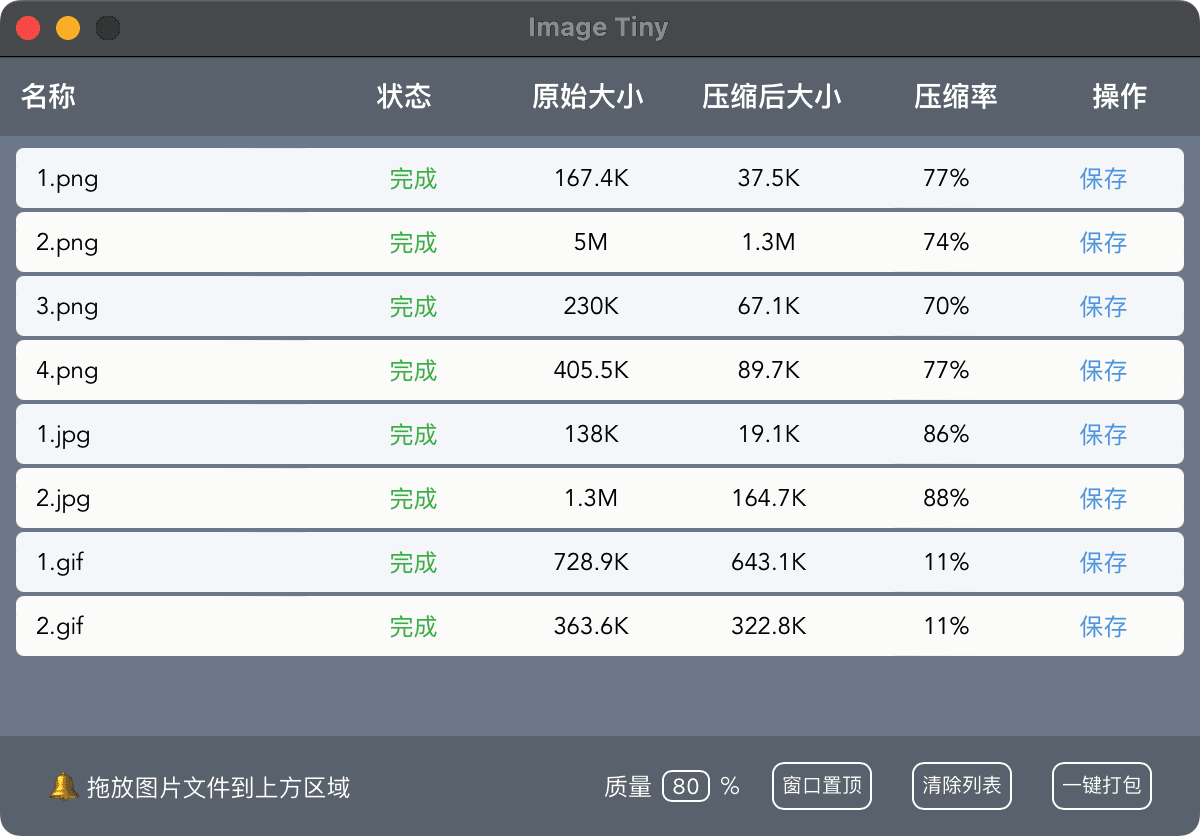 Image Tiny
名称 状态 原始大小 压缩后大小 压缩率 操作
1.png 完成 167.4K 37.5K 77% 保存
2.png 完成 5M 1.3M 74% 保存
3.png 完成 230K 67.1K 70% 保存
4.png 完成 405.5K 89.7K 77% 保存
1.jpg 完成 138K 19.1K 86% 保存
2.jpg 完成 1.3M 164.7K 88% 保存
1.gif 完成 728.9K 643.1K 11% 保存
2.gif 完成 363.6K 322.8K 11% 保存
拖放图片文件到上方区域 质量 80 % 窗口置顶 清除列表 一键打包